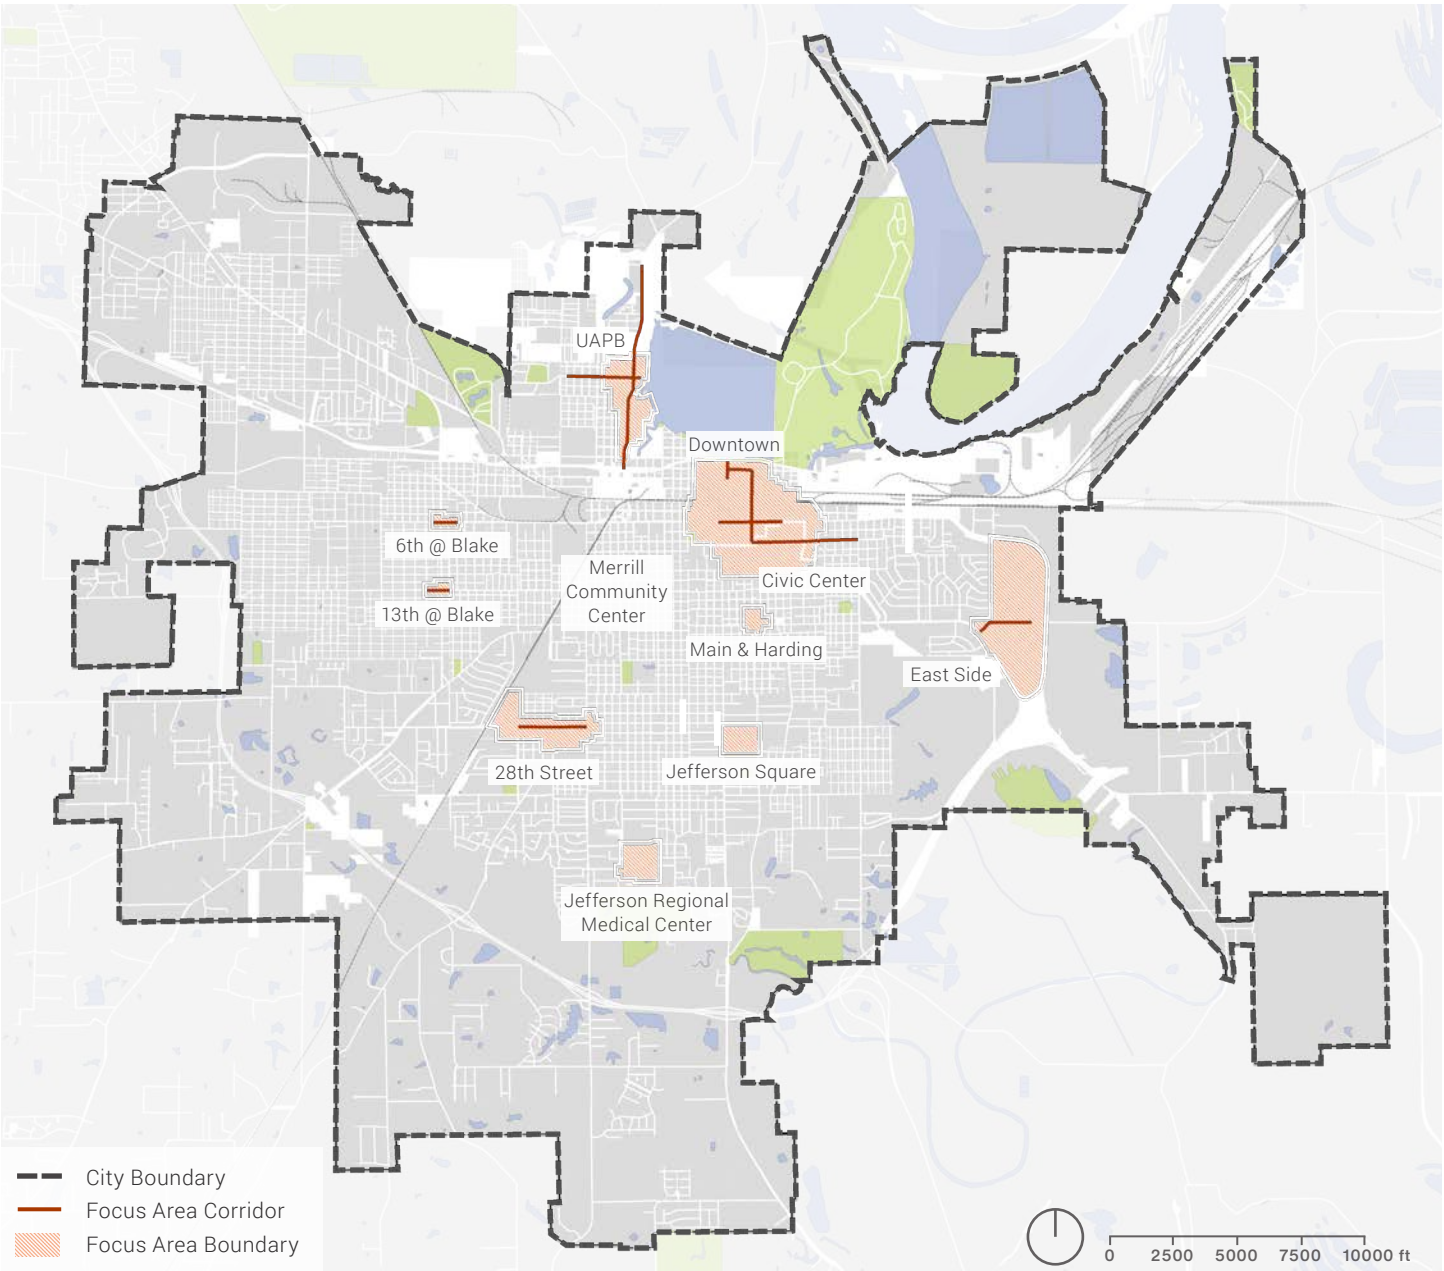 UAPB
Downtown
6th @ Blake
Merrill
Community
Center
Civic Center
13th @ Blake
Main & Harding
East Side
28th Street
Jefferson Square
Jefferson Regional
Medical Center
City Boundary
Focus Area Corridor
Focus Area Boundary
0 2500 5000 7500 10000 ft